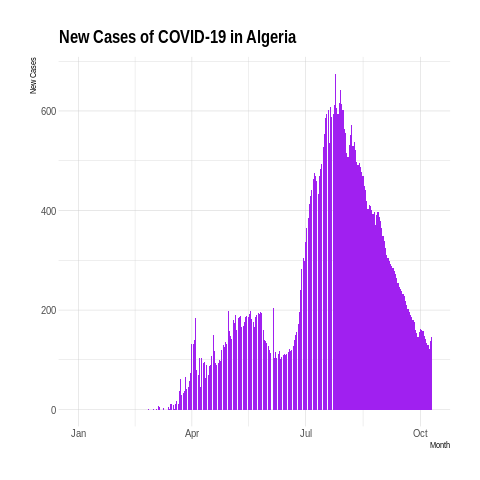 New Cases of COVID-19 in Algeria
New Cases
600
400
200
0
Jan Apr Jul Oct
Month